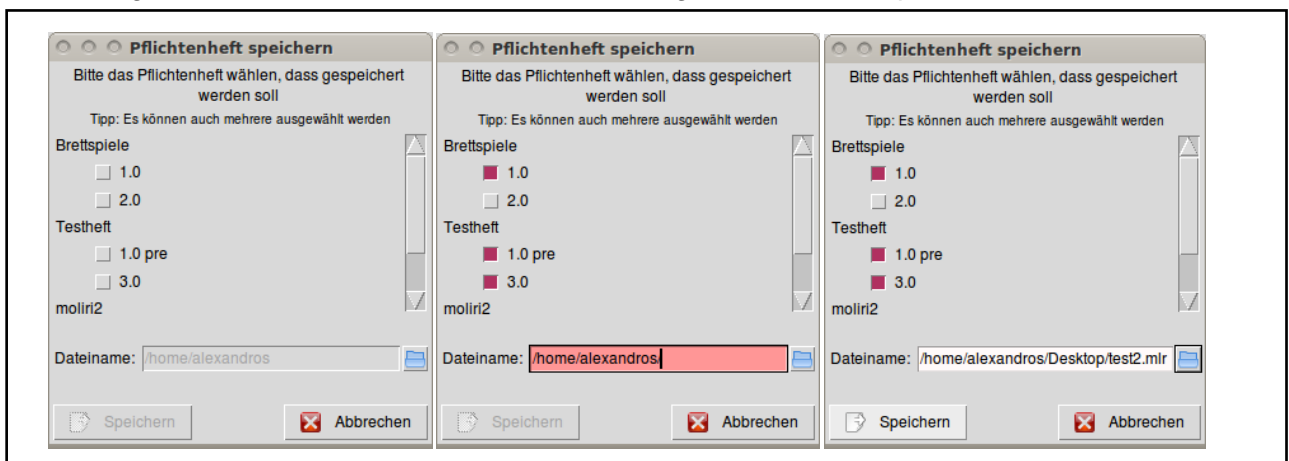 Pflichtenheft speichern
Bitte das Pflichtenheft wählen, dass gespeichert
werden soll
Tipp: Es können auch mehrere ausgewählt werden
Brettspiele
1.0
2.0
Testheft
1.0 pre
3.0
moliri2
Dateiname: /home/alexandros
Speichern Abbrechen
Pflichtenheft speichern
Bitte das Pflichtenheft wählen, dass gespeichert
werden soll
Tipp: Es können auch mehrere ausgewählt werden
Brettspiele
1.0
2.0
Testheft
1.0 pre
3.0
moliri2
Dateiname: /home/alexandros/
Speichern Abbrechen
Pflichtenheft speichern
Bitte das Pflichtenheft wählen, dass gespeichert
werden soll
Tipp: Es können auch mehrere ausgewählt werden
Brettspiele
1.0
2.0
Testheft
1.0 pre
3.0
moliri2
Dateiname: /home/alexandros/Desktop/test2.mlr
Speichern Abbrechen